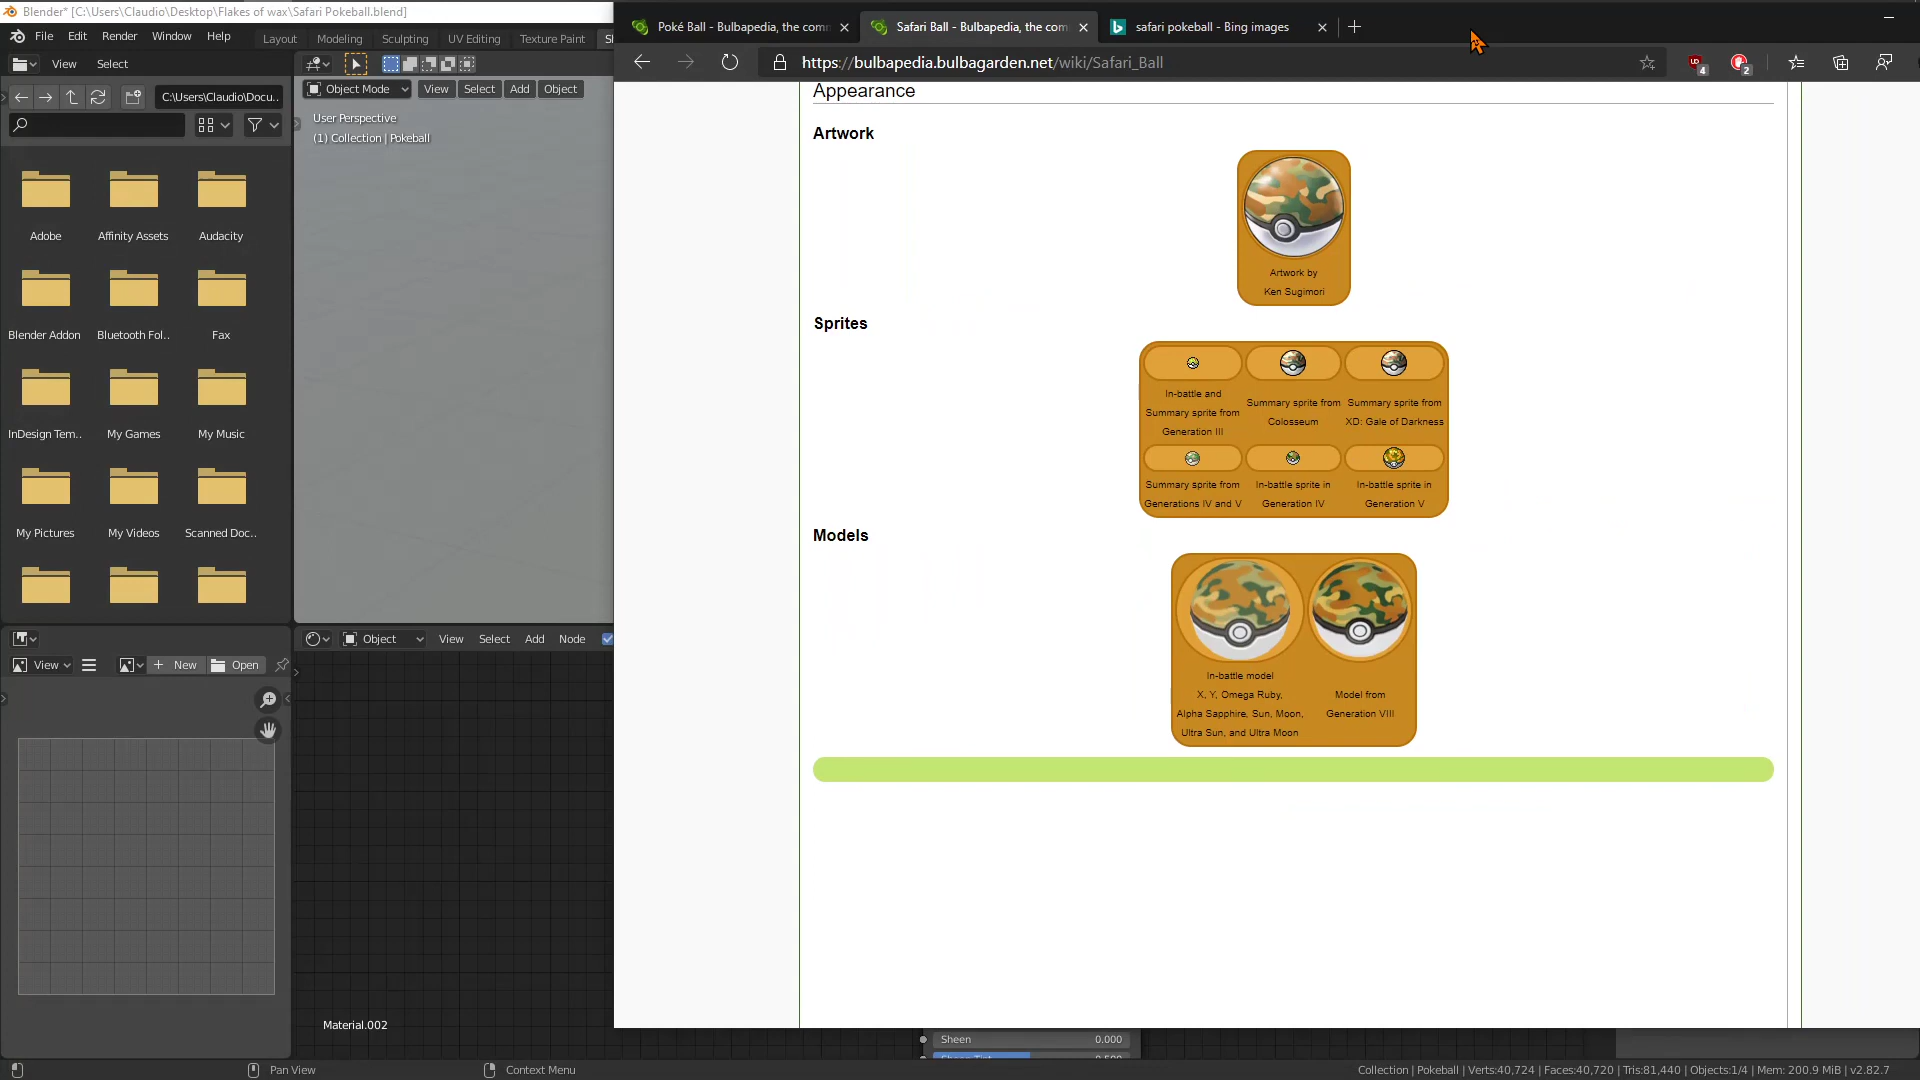 Blender* [C:\Users\Claudio\Desktop\Flakes of wax\Safari Pokeball.blend]
File Edit Render Window Help
Layout Modeling Sculpting UV Editing Texture Paint
View Select
C:\Users\Claudio\Docu..
Adobe Affinity Assets Audacity
Blender Addon Bluetooth Fol.. Fax
InDesign Tem.. My Games My Music
My Pictures My Videos Scanned Doc..
View New Open
Object Mode View Select Add Object
User Perspective
(1) Collection | Pokeball
Object View Select Add Node
Material.002
Poké Ball - Bulbapedia, the comm
Safari Ball - Bulbapedia, the com
safari pokeball - Bing images
https://bulbapedia.bulbagarden.net/wiki/Safari_Ball
4 2
Appearance
Artwork
Artwork by
Ken Sugimori
Sprites
In-battle and
Summary sprite from
Generation III
Summary sprite from
Colosseum
Summary sprite from
XD: Gale of Darkness
Summary sprite from
Generations IV and V
In-battle sprite in
Generation IV
In-battle sprite in
Generation V
Models
In-battle model
X, Y, Omega Ruby,
Alpha Sapphire, Sun, Moon,
Ultra Sun, and Ultra Moon
Model from
Generation VIII
Sheen 0.000
Pan View
Context Menu
Collection | Pokeball | Verts:40,724 | Faces:40,720 | Tris:81,440 | Objects:1/4 | Mem: 200.9 MiB | v2.82.7